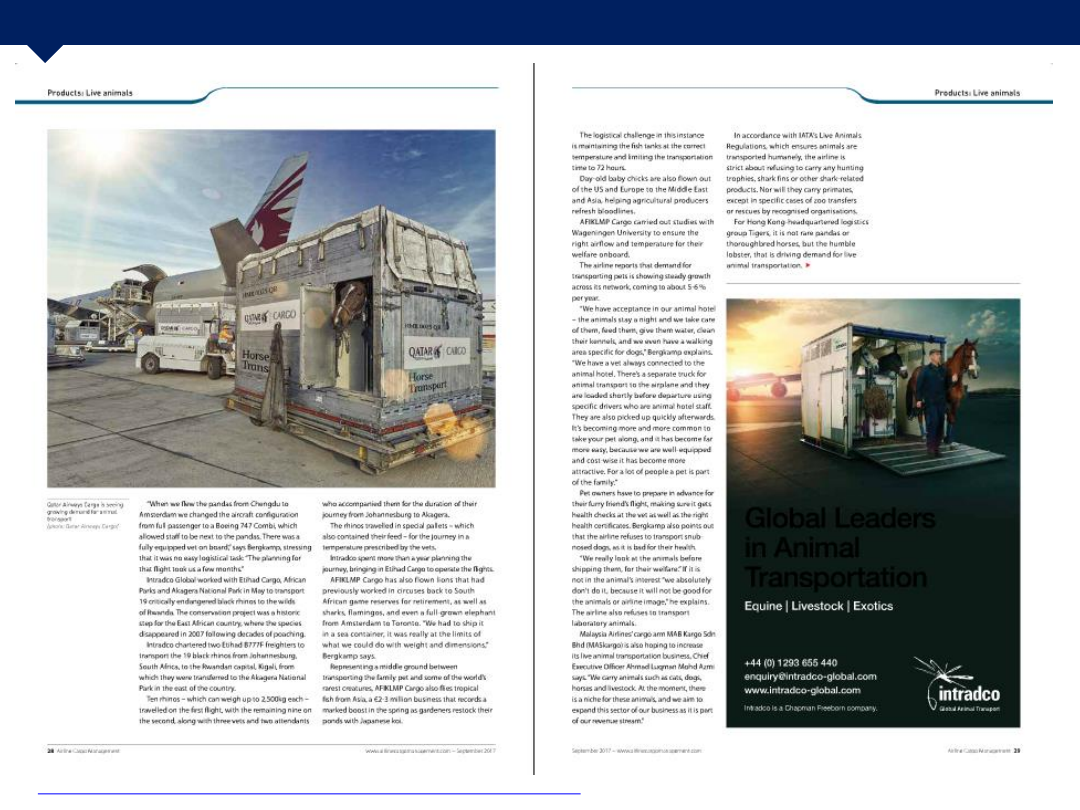 Products: Live animals
Products: Live animals
HORSE STALLS QR
QATAR CARGO
Horse
Transport
QATAR CARGO
Horse
Transport
Qatar Airways Cargo is seeing
growing demand for animal
transport
(photo: Qatar Airways Cargo)
"When we flew the pandas from Chengdu to
Amsterdam we changed the aircraft configuration
from full passenger to a Boeing 747 Combi, which
allowed staff to be next to the pandas. There was a
fully equipped vet on board," says Bergkamp, stressing
that it was no easy logistical task: "The planning for
that flight took us a few months."
Intradco Global worked with Etihad Cargo, African
Parks and Akagera National Park in May to transport
19 critically endangered black rhinos to the wilds
of Rwanda. The conservation project was a historic
step for the East African country, where the species
disappeared in 2007 following decades of poaching.
Intradco chartered two Etihad B777F freighters to
transport the 19 black rhinos from Johannesburg,
South Africa, to the Rwandan capital, Kigali, from
which they were transferred to the Akagera National
Park in the east of the country.
Ten rhinos – which can weigh up to 2,500kg each –
travelled on the first flight, with the remaining nine on
the second, along with three vets and two attendants
who accompanied them for the duration of their
journey from Johannesburg to Akagera.
The rhinos travelled in special pallets – which
also contained their feed – for the journey in a
temperature prescribed by the vets.
Intradco spent more than a year planning the
journey, bringing in Etihad Cargo to operate the flights.
AFIKLMP Cargo has also flown lions that had
previously worked in circuses back to South
African game reserves for retirement, as well as
sharks, flamingos, and even a full-grown elephant
from Amsterdam to Toronto. "We had to ship it
in a sea container, it was really at the limits of
what we could do with weight and dimensions,"
Bergkamp says.
Representing a middle ground between
transporting the family pet and some of the world's
rarest creatures, AFIKLMP Cargo also flies tropical
fish from Asia, a €2-3 million business that records a
marked boost in the spring as gardeners restock their
ponds with Japanese koi.
28 Airline Cargo Management
www.airlinecargomanagement.com – September 2017
The logistical challenge in this instance
is maintaining the fish tanks at the correct
temperature and limiting the transportation
time to 72 hours.
Day-old baby chicks are also flown out
of the US and Europe to the Middle East
and Asia, helping agricultural producers
refresh bloodlines.
AFIKLMP Cargo carried out studies with
Wageningen University to ensure the
right airflow and temperature for their
welfare onboard.
The airline reports that demand for
transporting pets is showing steady growth
across its network, coming to about 5-6 %
per year.
"We have acceptance in our animal hotel
– the animals stay a night and we take care
of them, feed them, give them water, clean
their kennels, and we even have a walking
area specific for dogs," Bergkamp explains.
"We have a vet always connected to the
animal hotel. There's a separate truck for
animal transport to the airplane and they
are loaded shortly before departure using
specific drivers who are animal hotel staff.
They are also picked up quickly afterwards.
It's becoming more and more common to
take your pet along, and it has become far
more easy, because we are well-equipped
and cost-wise it has become more
attractive. For a lot of people a pet is part
of the family."
Pet owners have to prepare in advance for
their furry friend's flight, making sure it gets
health checks at the vet as well as the right
health certificates. Bergkamp also points out
that the airline refuses to transport snub
nosed dogs, as it is bad for their health.
"We really look at the animals before
shipping them, for their welfare." If it is
not in the animal's interest "we absolutely
don't do it, because it will not be good for
the animals or airline image," he explains.
The airline also refuses to transport
laboratory animals.
Malaysia Airlines' cargo arm MAB Kargo Sdn
Bhd (MASkargo) is also hoping to increase
its live animal transportation business, Chief
Executive Officer Ahmad Luqman Mohd Azmi
says. "We carry animals such as cats, dogs,
horses and livestock. At the moment, there
is a niche for these animals, and we aim to
expand this sector of our business as it is part
of our revenue stream."
In accordance with IATA's Live Animals
Regulations, which ensures animals are
transported humanely, the airline is
strict about refusing to carry any hunting
trophies, shark fins or other shark-related
products. Nor will they carry primates,
except in specific cases of zoo transfers
or rescues by recognised organisations.
For Hong Kong-headquartered logistics
group Tigers, it is not rare pandas or
thoroughbred horses, but the humble
lobster, that is driving demand for live
animal transportation.
Global Leaders
in Animal
Transportation
Equine | Livestock | Exotics
+44 (0) 1293 655 440
enquiry@intradco-global.com
www.intradco-global.com
Intradco is a Chapman Freeborn company.
intradco
Global Animal Transport
September 2017 – www.airlinecargomanagement.com
Airline Cargo Management 29